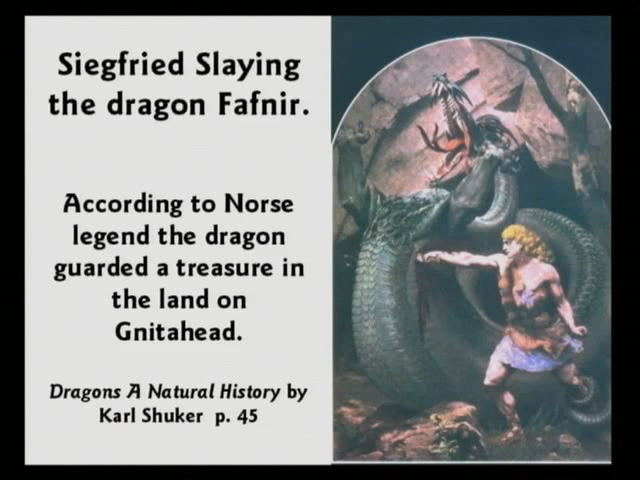 Siegfried Slaying
the dragon Fafnir.
According to Norse
legend the dragon
guarded a treasure in
the land on
Gnitahead.
Dragons A Natural History by
Karl Shuker p. 45